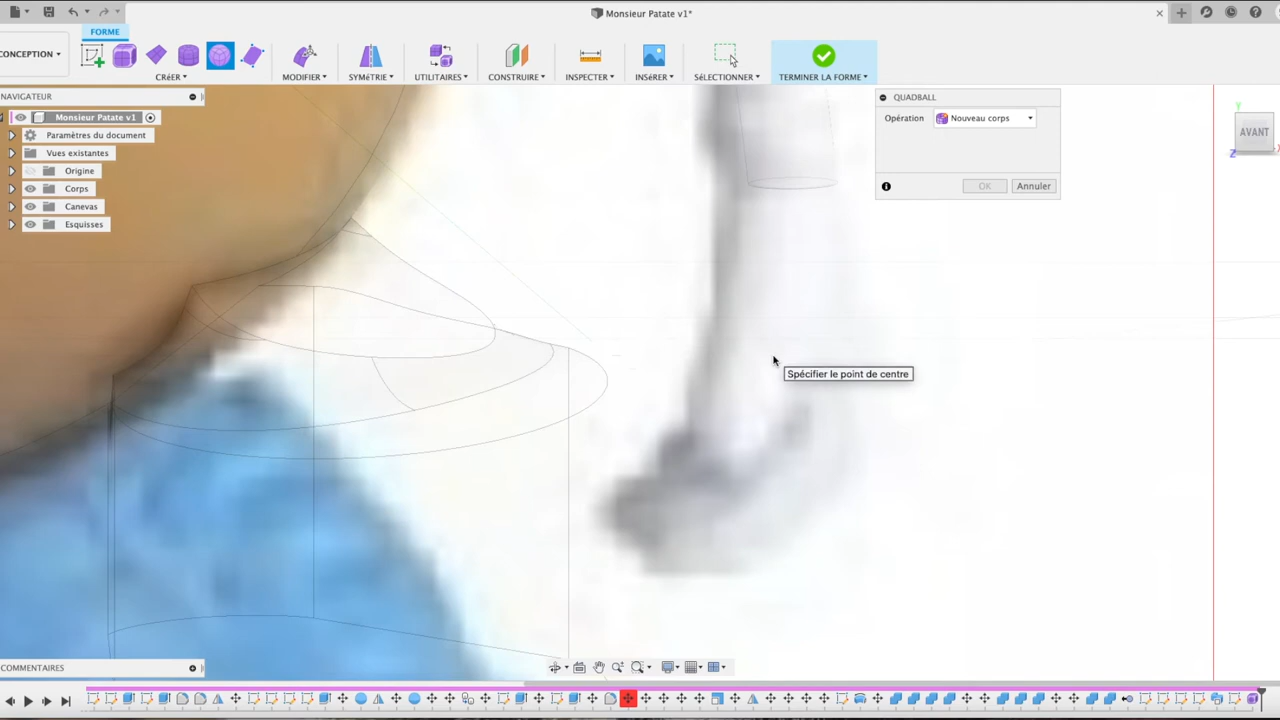 Monsieur Patate v1*
FORME
CONCEPTION
CRÉER
MODIFIER
SYMÉTRIE
UTILITAIRES
CONSTRUIRE
INSPECTER
INSÉRER
SÉLECTIONNER
TERMINER LA FORME
NAVIGATEUR
Monsieur Patate v1
Paramètres du document
Vues existantes
Origine
Corps
Canevas
Esquisses
QUADBALL
Opération
Nouveau corps
OK
Annuler
Y
AVANT
Z
Spécifier le point de centre
COMMENTAIRES